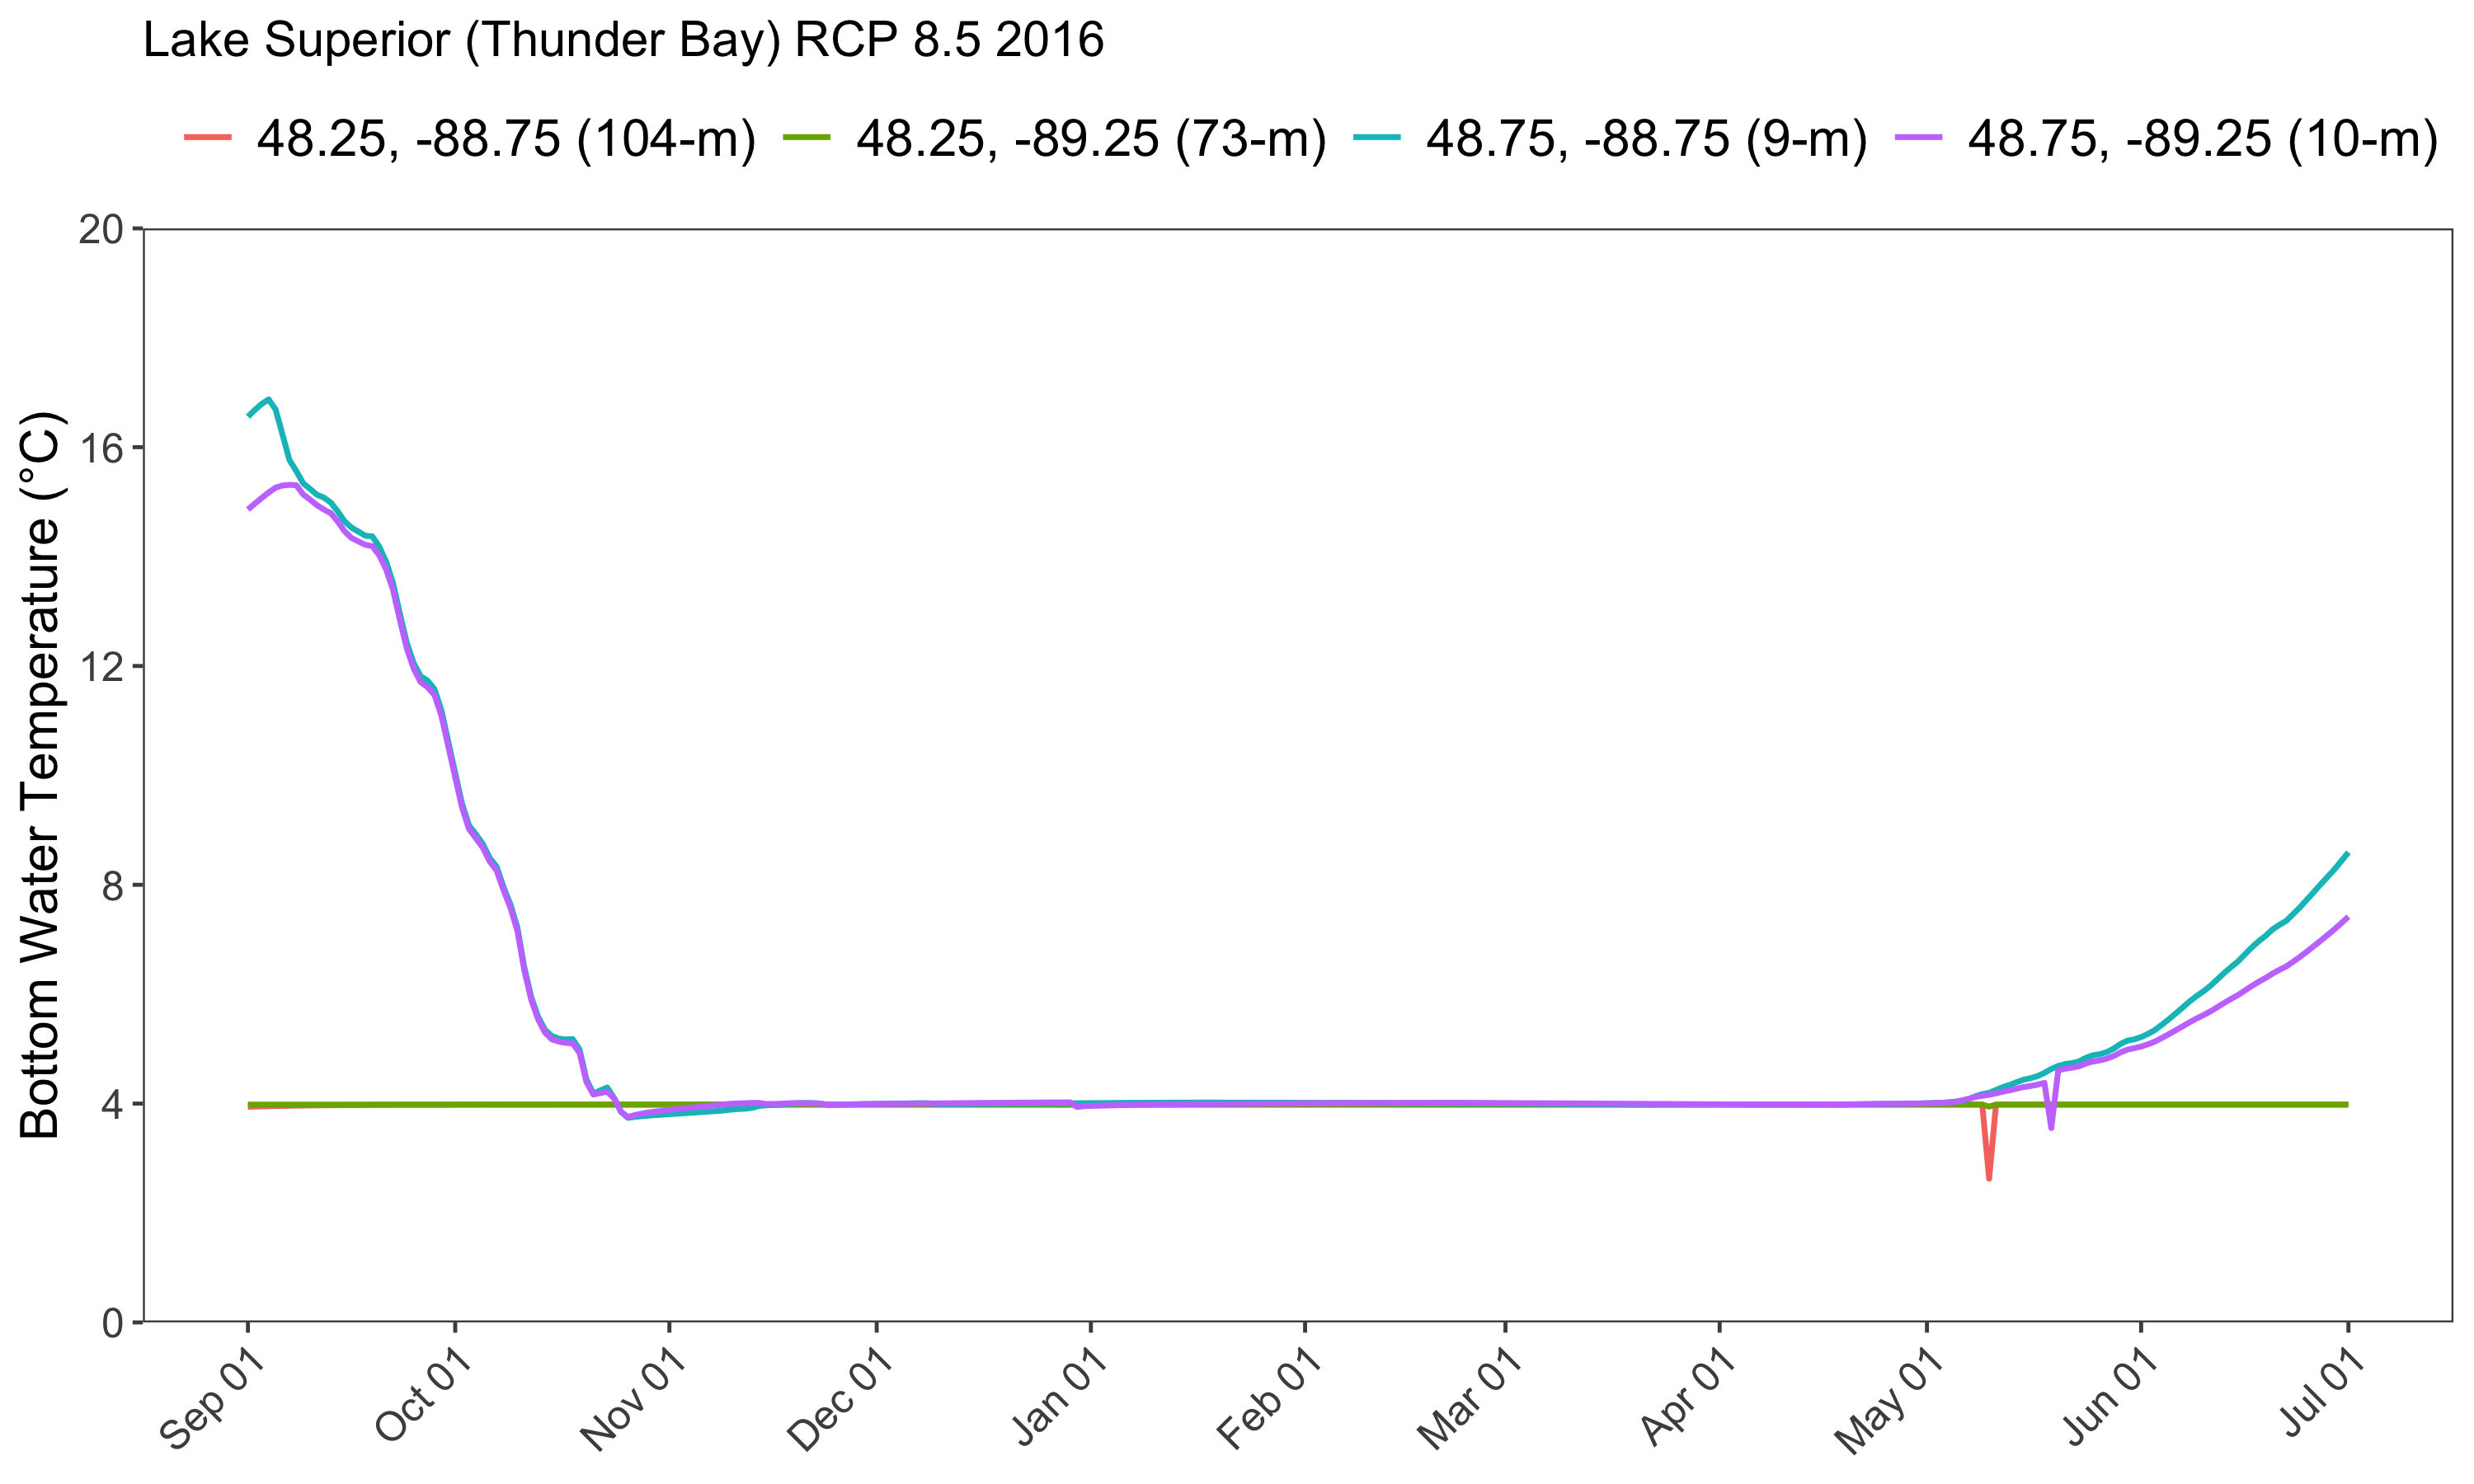 Lake Superior (Thunder Bay) RCP 8.5 2016
48.25, -88.75 (104-m) 48.25, -89.25 (73-m) 48.75, -88.75 (9-m) 48.75, -89.25 (10-m)
Bottom Water Temperature (°C)
20
16
12
8
4
0
Sep 01 Oct 01 Nov 01 Dec 01 Jan 01 Feb 01 Mar 01 Apr 01 May 01 Jun 01 Jul 01